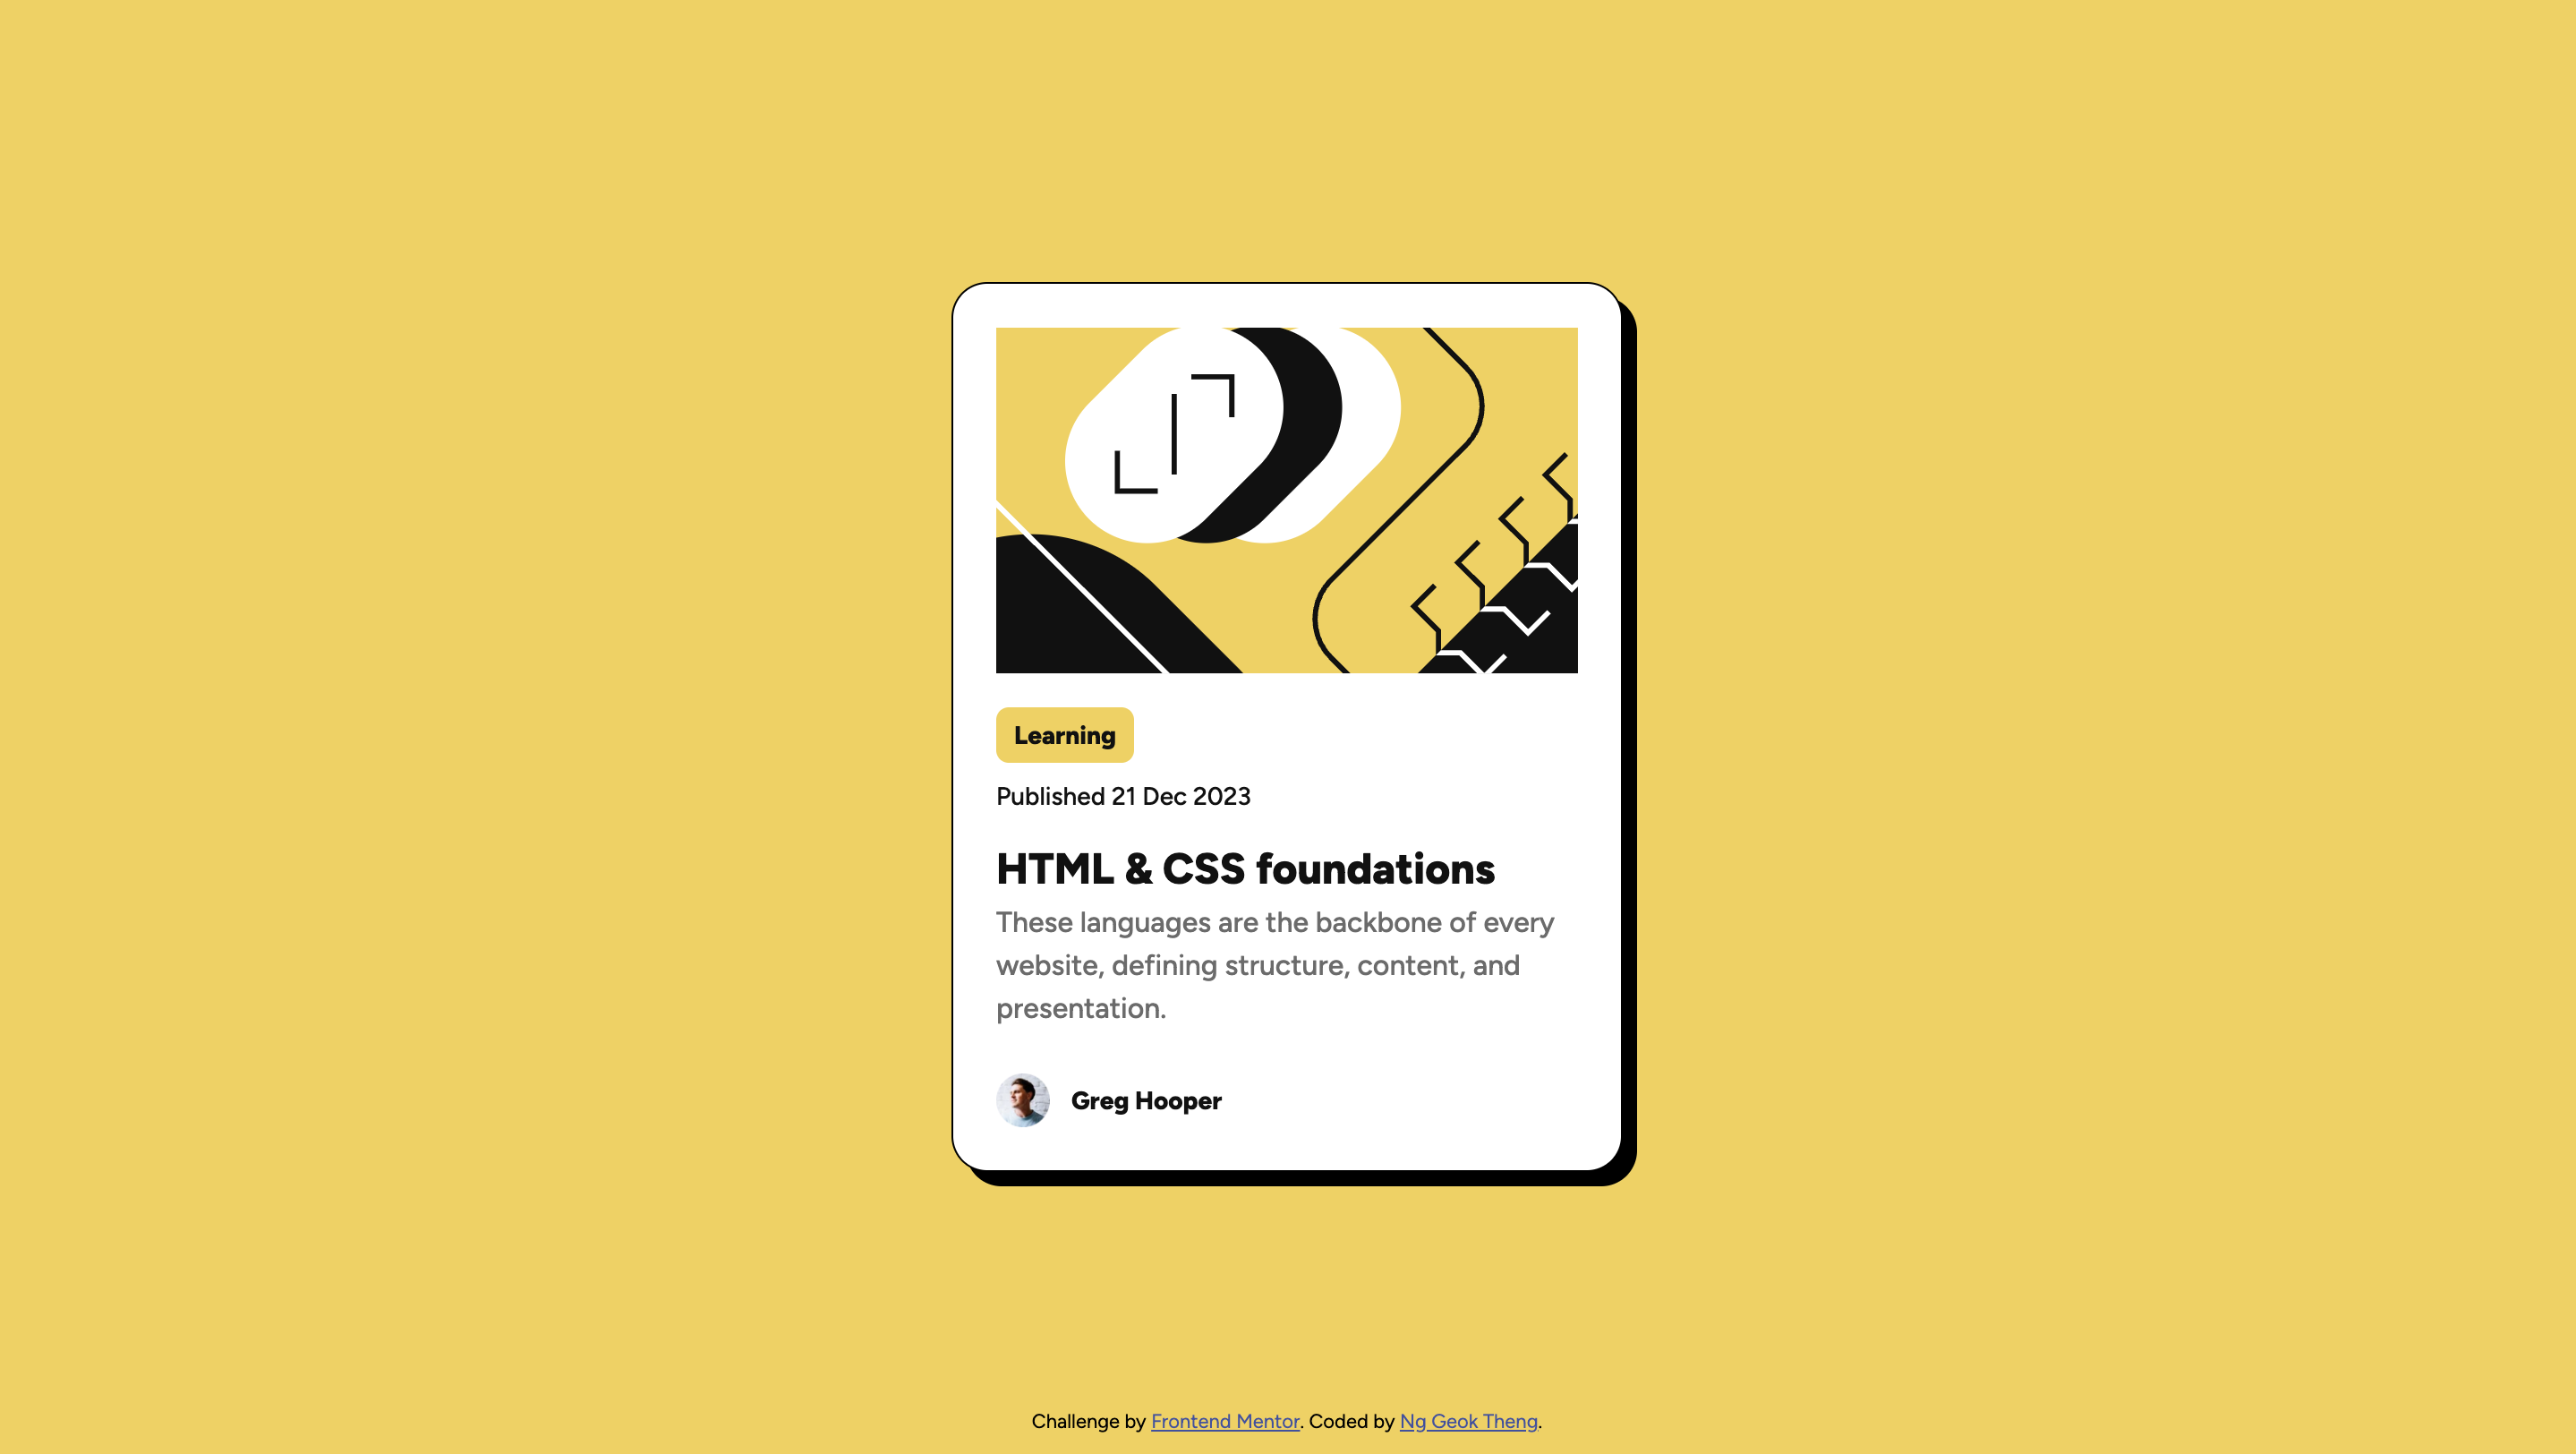 Learning
Published 21 Dec 2023
HTML & CSS foundations
These languages are the backbone of every
website, defining structure, content, and
presentation.
Greg Hooper
Challenge by Frontend Mentor. Coded by Ng Geok Theng.